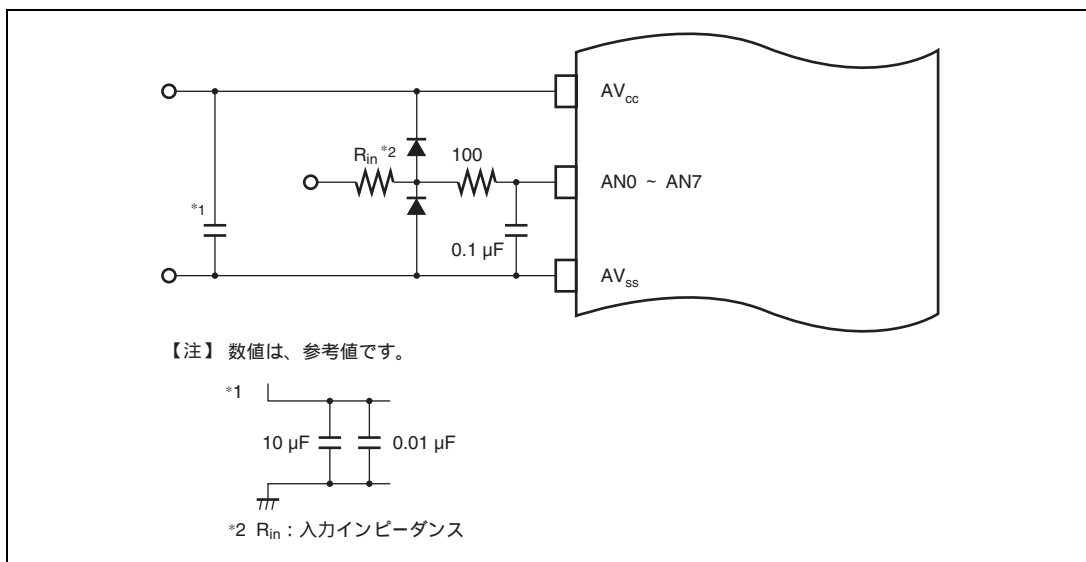 AVcc
Rin *2
100
AN0 ~ AN7
*1
0.1 µF
AVss
【注】 数値は、参考値です。
*1
10 µF
0.01 µF
*2 Rin : 入力インピーダンス